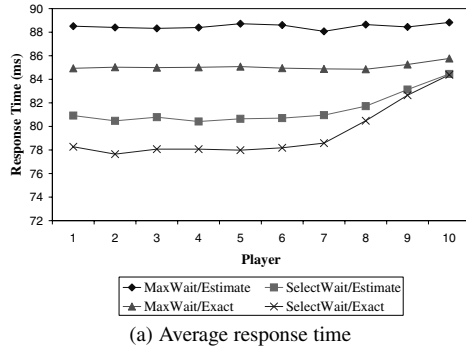 90
88
86
84
82
80
78
76
74
72
Response Time (ms)
1 2 3 4 5 6 7 8 9 10
Player
MaxWait/Estimate SelectWait/Estimate
MaxWait/Exact SelectWait/Exact
(a) Average response time